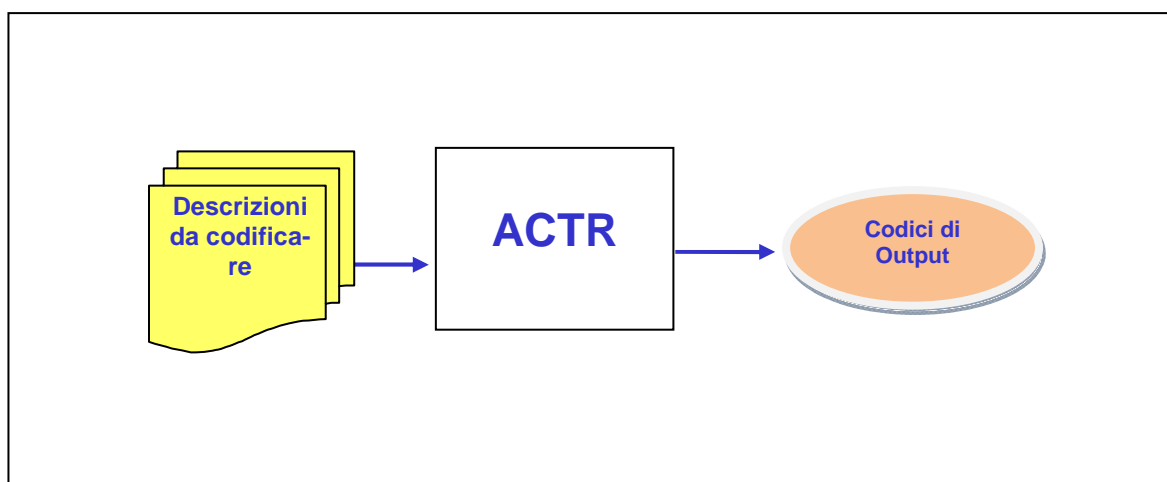 Descrizioni
da codifica-
re
ACTR
Codici di
Output